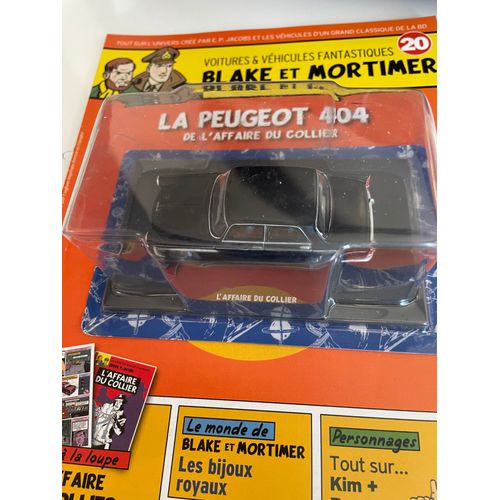 TOUT SUR L'UNIVERS CRÉÉ PAR E. P. JACOBS ET LES VÉHICULES D'UN GRAND CLASSIQUE DE LA BD
VOITURES & VÉHICULES FANTASTIQUES
20
BLAKE ET MORTIMER
LA PEUGEOT 404
DE L'AFFAIRE DU COLLIER
L'AFFAIRE DU COLLIER
L'AFFAIRE
DU COLLIER
à la loupe
Le monde de
BLAKE ET MORTIMER
Les bijoux
royaux
Personnages
Tout sur...
Kim +